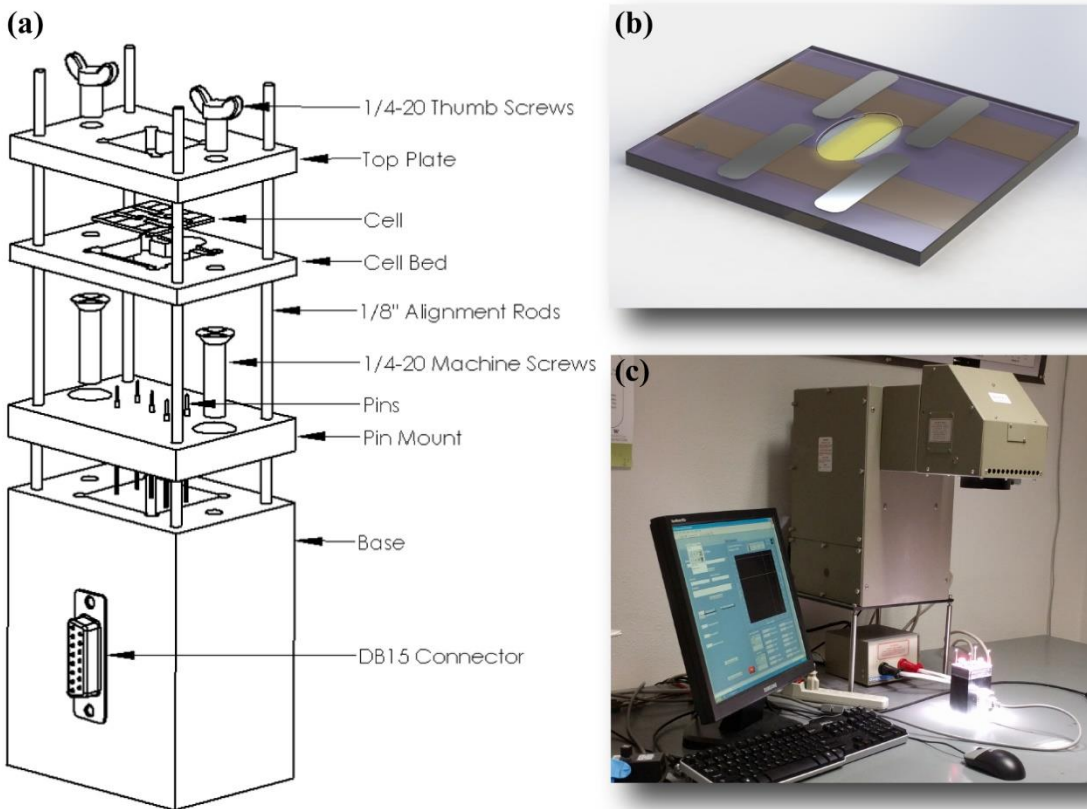 (a)
1/4-20 Thumb Screws
Top Plate
Cell
Cell Bed
1/8" Alignment Rods
1/4-20 Machine Screws
Pins
Pin Mount
Base
DB15 Connector
(b)
(c)